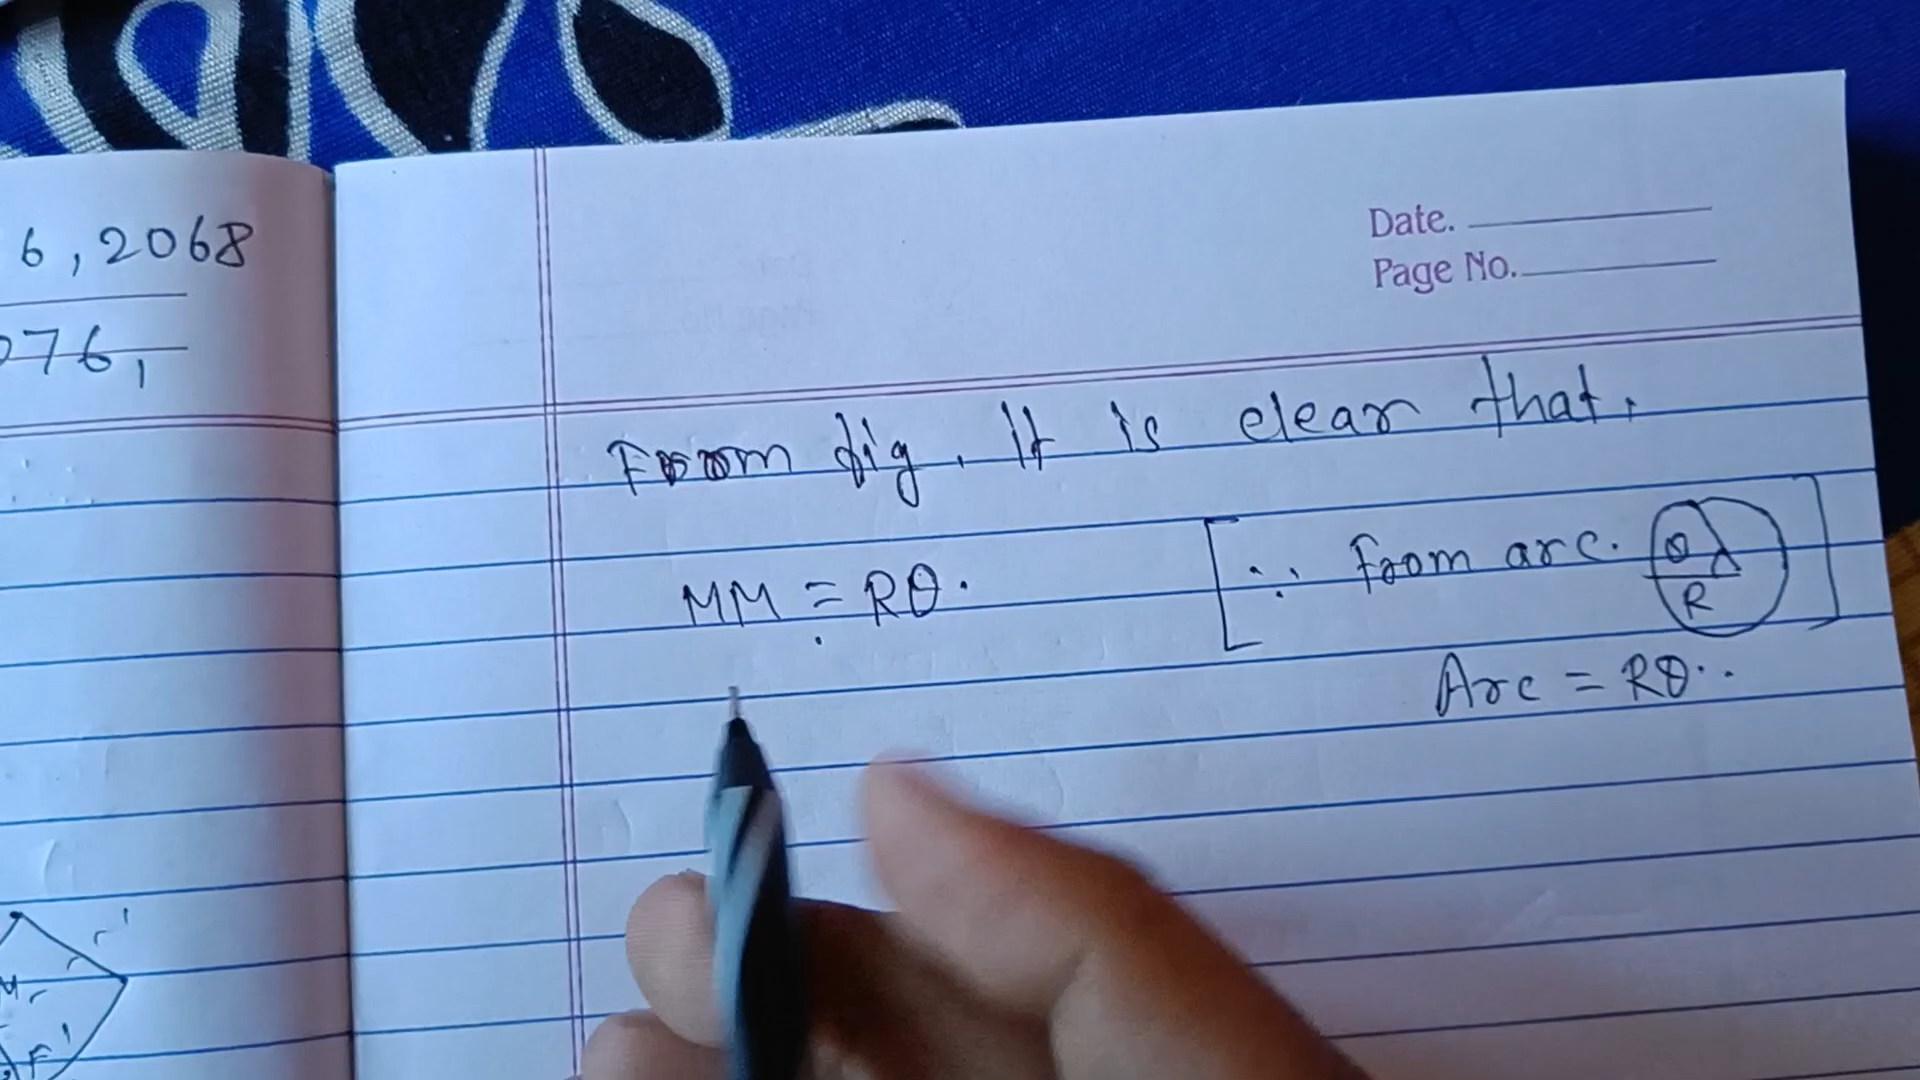 6, 2068
076,
Date.
Page No.
From fig. It is clear that,
MM = Rθ.
[∵ From arc. θ/R]
Arc = Rθ..
r'
r
M
F'